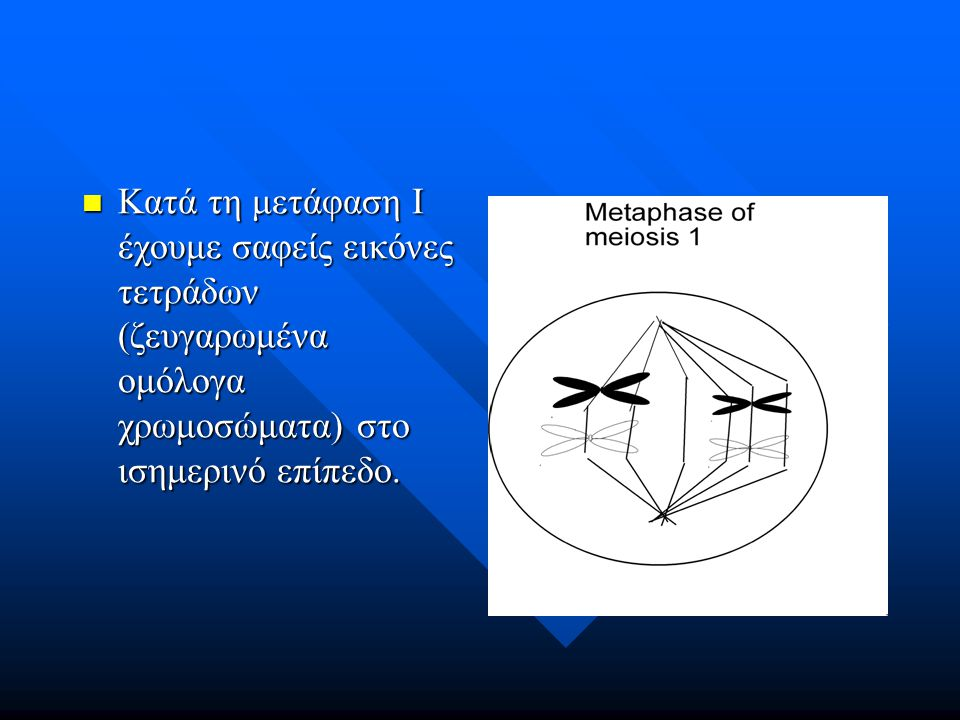 Κατά τη μετάφαση Ι
έχουμε σαφείς εικόνες
τετράδων
(ζευγαρωμένα
ομόλογα
χρωμοσώματα) στο
ισημερινό επίπεδο.
Metaphase of
meiosis 1